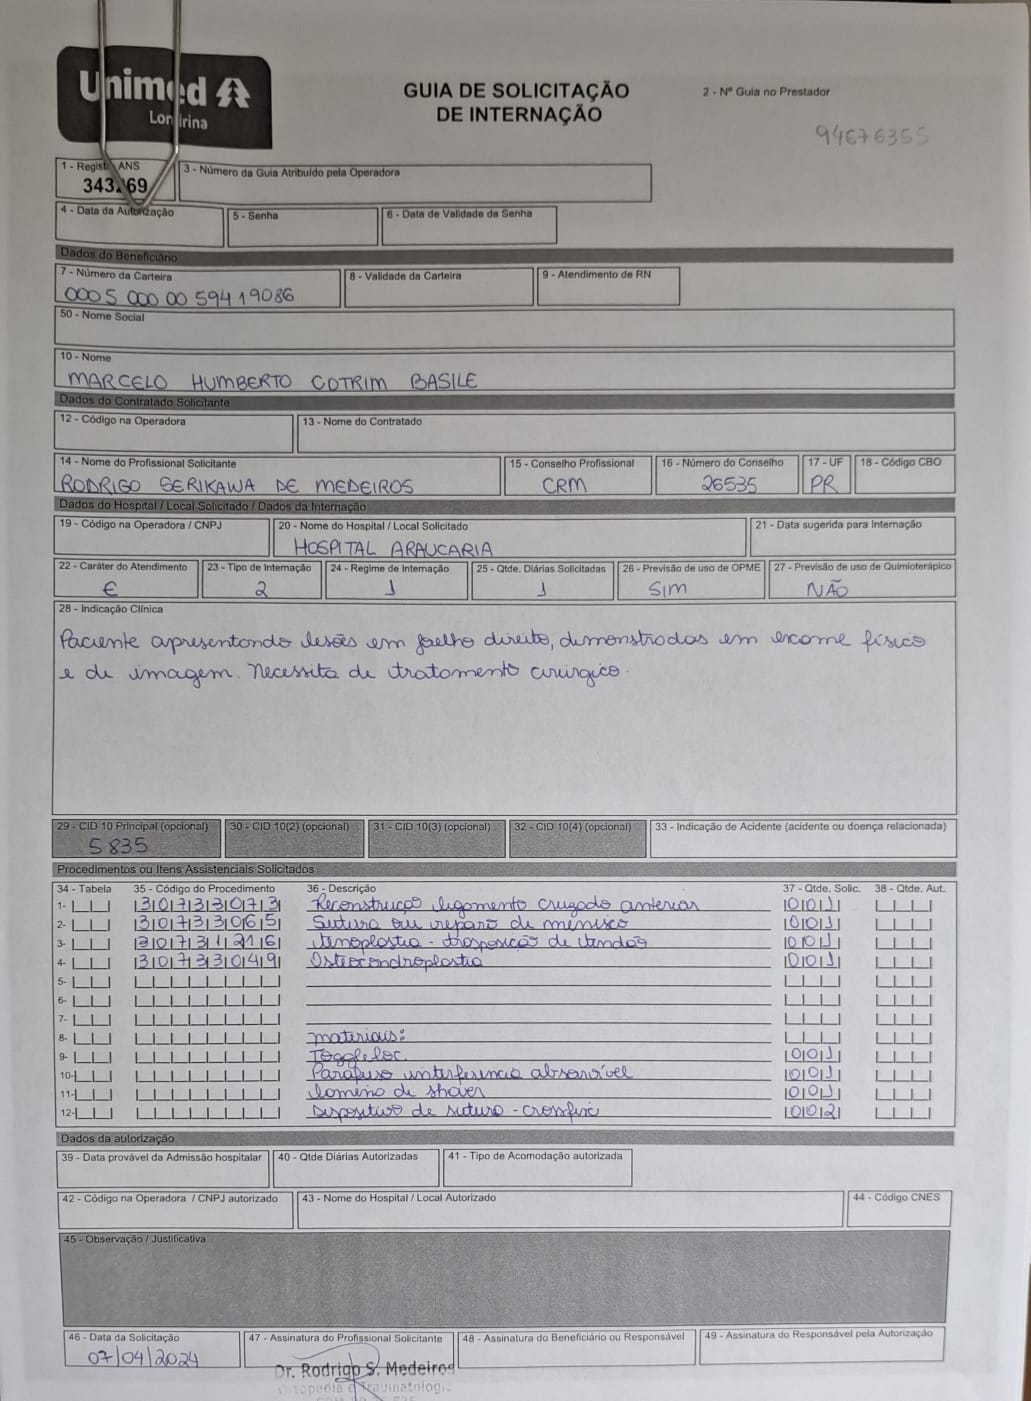 Unimed
Londrina
GUIA DE SOLICITAÇÃO
DE INTERNAÇÃO
2 - Nº Guia no Prestador
94676355
1 - Registro ANS
343269
3 - Número da Guia Atribuído pela Operadora
4 - Data da Autorização
5 - Senha
6 - Data de Validade da Senha
Dados do Beneficiário
7 - Número da Carteira
0005 000 00 59419086
8 - Validade da Carteira
9 - Atendimento de RN
50 - Nome Social
10 - Nome
MARCELO HUMBERTO COTRIM BASILE
Dados do Contratado Solicitante
12 - Código na Operadora
13 - Nome do Contratado
14 - Nome do Profissional Solicitante
RODRIGO SERIKAWA DE MEDEIROS
15 - Conselho Profissional
CRM
16 - Número do Conselho
26535
17 - UF
PR
18 - Código CBO
Dados do Hospital / Local Solicitado / Dados da Internação
19 - Código na Operadora / CNPJ
20 - Nome do Hospital / Local Solicitado
HOSPITAL ARAUCARIA
21 - Data sugerida para Internação
22 - Caráter do Atendimento
E
23 - Tipo de Internação
2
24 - Regime de Internação
1
25 - Qtde. Diárias Solicitadas
1
26 - Previsão de uso de OPME
SIM
27 - Previsão de uso de Quimioterápico
NÃO
28 - Indicação Clínica
Paciente apresentando lesões em joelho direito, demonstradas em exame físico
e de imagem. Necessita de tratamento cirúrgico.
29 - CID 10 Principal (opcional)
S835
30 - CID 10(2) (opcional)
31 - CID 10(3) (opcional)
32 - CID 10(4) (opcional)
33 - Indicação de Acidente (acidente ou doença relacionada)
Procedimentos ou Itens Assistenciais Solicitados
34 - Tabela 35 - Código do Procedimento 36 - Descrição 37 - Qtde. Solic. 38 - Qtde. Aut.
1- 30733073 Reconstruçao ligamento cruzado anterior 001
2- 30733065 Sutura ou reparo de menisco 001
3- 30731216 Tenoplastia - trasposição de tendão 001
4- 30733049 Osteocondroplastia 001
5-
6-
7-
8- materiais:
9- Toggleloc. 001
10- Parafuso interferencia absorvivel 001
11- lamina de shaver 001
12- Dispositivo de sutura - crossfix 002
Dados da autorização
39 - Data provável da Admissão hospitalar
40 - Qtde Diárias Autorizadas
41 - Tipo de Acomodação autorizada
42 - Código na Operadora / CNPJ autorizado
43 - Nome do Hospital / Local Autorizado
44 - Código CNES
45 - Observação / Justificativa
46 - Data da Solicitação
07/04/2024
47 - Assinatura do Profissional Solicitante
48 - Assinatura do Beneficiário ou Responsável
49 - Assinatura do Responsável pela Autorização
Dr. Rodrigo S. Medeiros
Ortopedia e Traumatologia